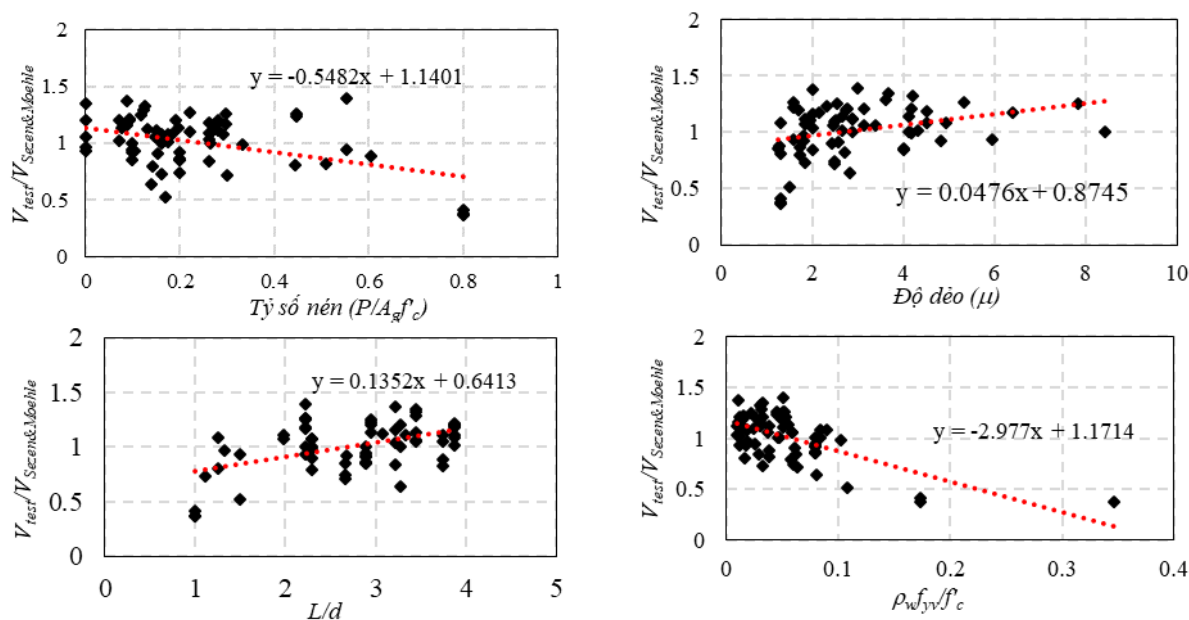 2
1.5
1
0.5
0
V_test/V_Sezen&Moehle
y = -0.5482x + 1.1401
0 0.2 0.4 0.6 0.8 1
Tỷ số nén (P/A_g f'_c)
2
1.5
1
0.5
0
V_test/V_Sezen&Moehle
y = 0.0476x + 0.8745
0 2 4 6 8 10
Độ dẻo (μ)
2
1.5
1
0.5
0
V_test/V_Sezen&Moehle
y = 0.1352x + 0.6413
0 1 2 3 4 5
L/d
2
1.5
1
0.5
0
V_test/V_Sezen&Moehle
y = -2.977x + 1.1714
0 0.1 0.2 0.3 0.4
ρ_w f_yv/f'_c